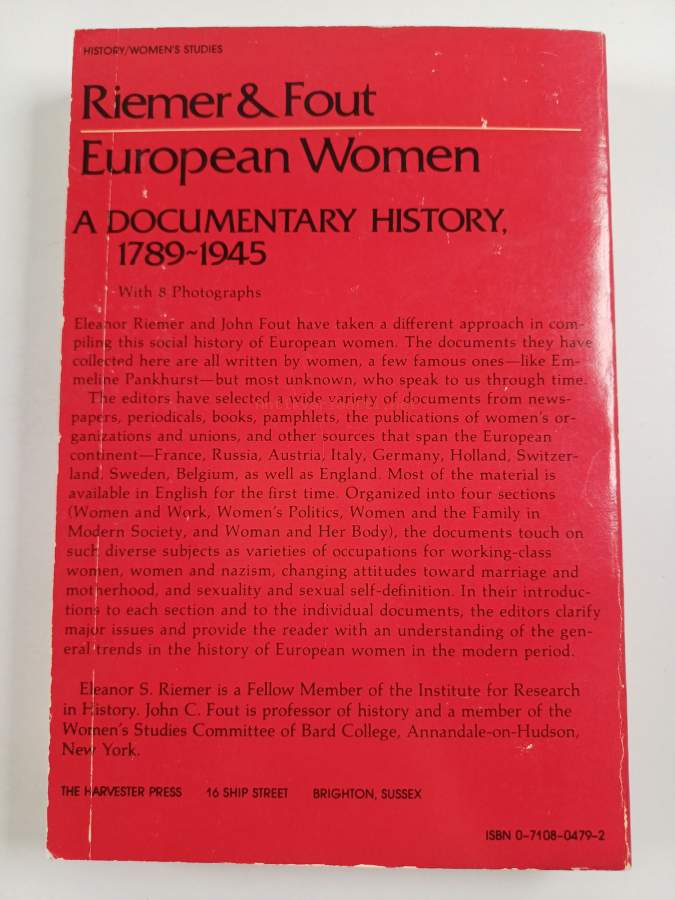 HISTORY/WOMEN'S STUDIES
Riemer & Fout
European Women
A DOCUMENTARY HISTORY,
1789~1945
With 8 Photographs
Eleanor Riemer and John Fout have taken a different approach in com-
piling this social history of European women. The documents they have
collected here are all written by women, a few famous ones—like Em-
meline Pankhurst—but most unknown, who speak to us through time.
The editors have selected a wide variety of documents from news-
papers, periodicals, books, pamphlets, the publications of women's or-
ganizations and unions, and other sources that span the European
continent—France, Russia, Austria, Italy, Germany, Holland, Switzer-
land, Sweden, Belgium, as well as England. Most of the material is
available in English for the first time. Organized into four sections
(Women and Work, Women's Politics, Women and the Family in
Modern Society, and Woman and Her Body), the documents touch on
such diverse subjects as varieties of occupations for working-class
women, women and nazism, changing attitudes toward marriage and
motherhood, and sexuality and sexual self-definition. In their introduc-
tions to each section and to the individual documents, the editors clarify
major issues and provide the reader with an understanding of the gen-
eral trends in the history of European women in the modern period.
Eleanor S. Riemer is a Fellow Member of the Institute for Research
in History. John C. Fout is professor of history and a member of the
Women's Studies Committee of Bard College, Annandale-on-Hudson,
New York.
THE HARVESTER PRESS 16 SHIP STREET BRIGHTON, SUSSEX
ISBN 0-7108-0479-2